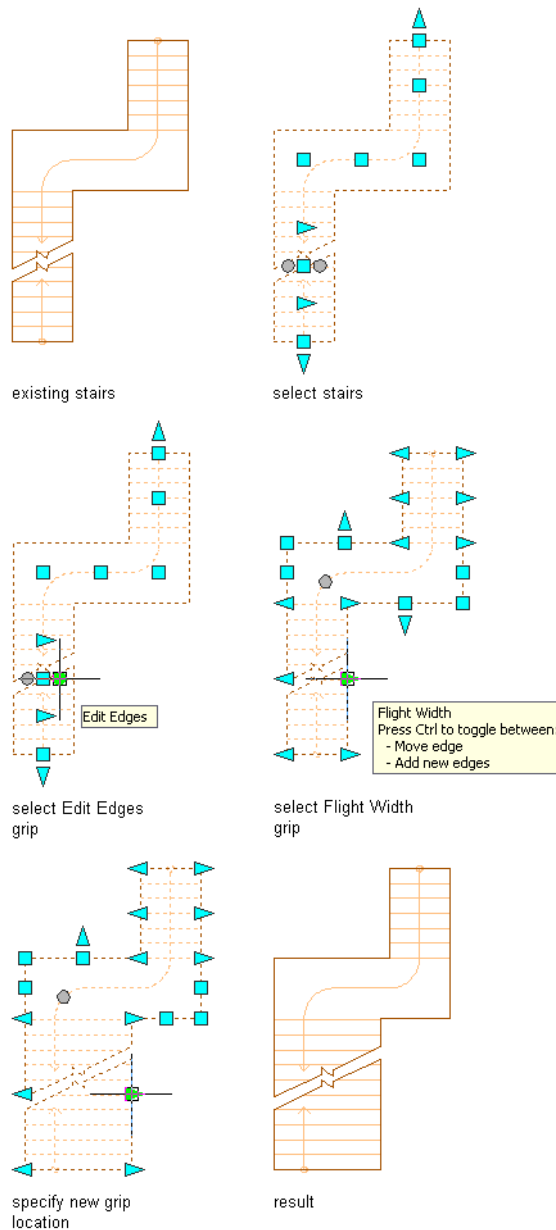 existing stairs
select stairs
Edit Edges
Flight Width
Press Ctrl to toggle between:
- Move edge
- Add new edges
select Edit Edges
grip
select Flight Width
grip
specify new grip
location
result